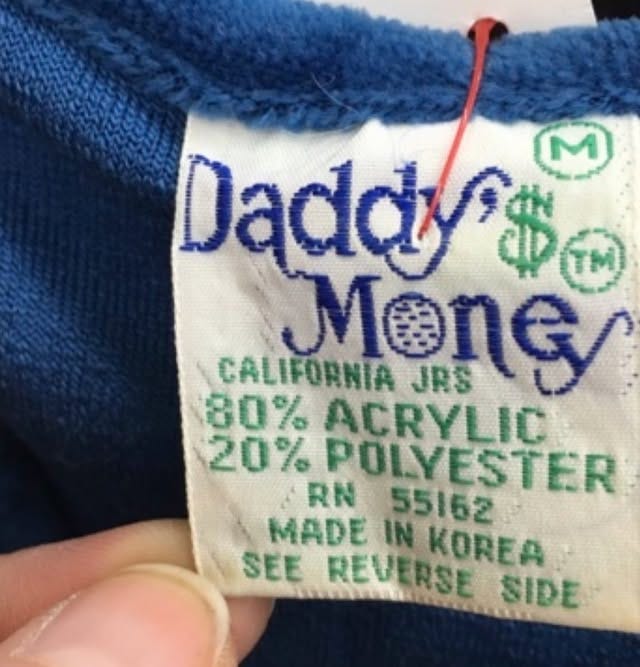 M
Daddy'$ TM
Money
CALIFORNIA JRS
80% ACRYLIC
20% POLYESTER
RN 55162
MADE IN KOREA
SEE REVERSE SIDE